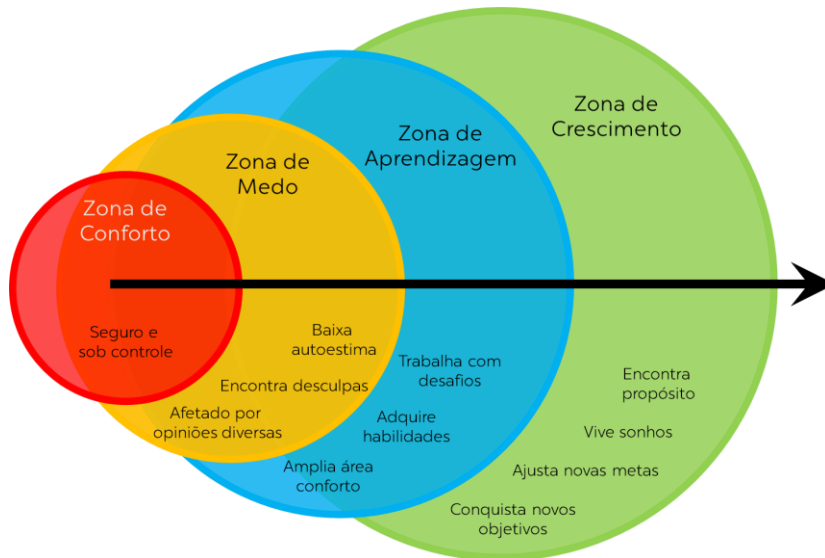 Zona de
Conforto
Seguro e
sob controle
Zona de
Medo
Baixa
autoestima
Encontra desculpas
Afetado por
opiniões diversas
Zona de
Aprendizagem
Trabalha com
desafios
Adquire
habilidades
Amplia área
conforto
Zona de
Crescimento
Encontra
propósito
Vive sonhos
Ajusta novas metas
Conquista novos
objetivos